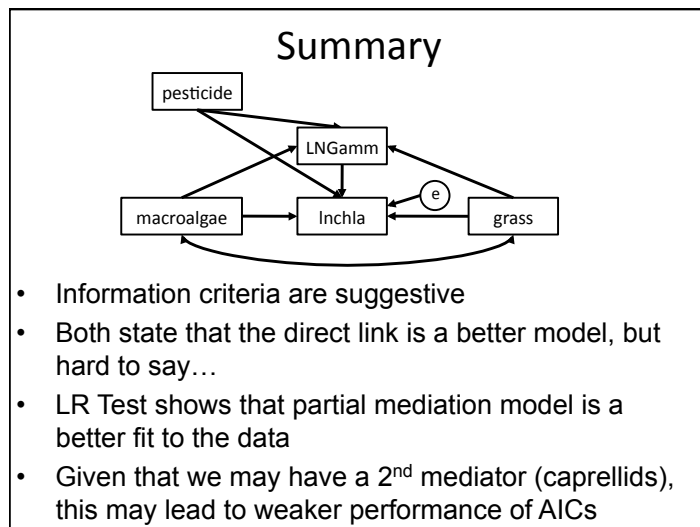 Summary
pesticide
LNGamm
e
macroalgae
lnchla
grass
• Information criteria are suggestive
• Both state that the direct link is a better model, but
hard to say…
• LR Test shows that partial mediation model is a
better fit to the data
• Given that we may have a 2nd mediator (caprellids),
this may lead to weaker performance of AICs